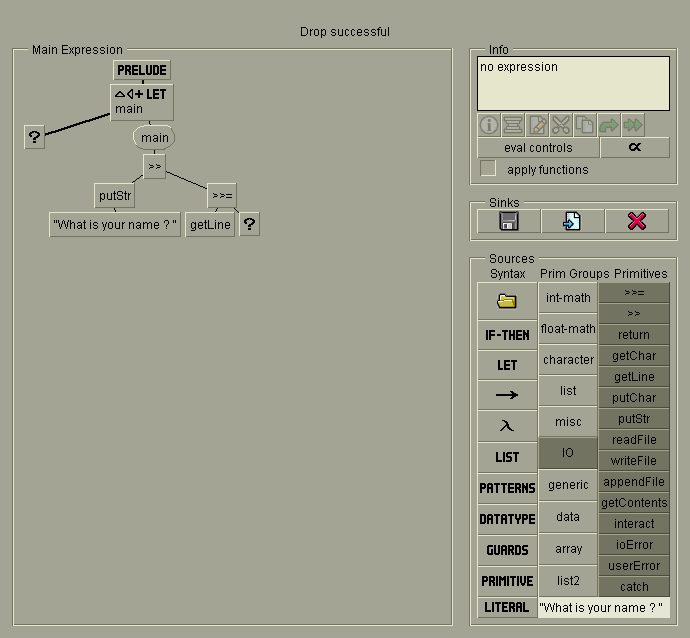 Drop successful
Main Expression
PRELUDE
LET
main
?
main
>>
putStr
>>=
"What is your name ? "
getLine
?
Info
no expression
eval controls
∝
apply functions
Sinks
Sources
Syntax
Prim Groups
Primitives
IF-THEN
LET
→
λ
LIST
PATTERNS
DATATYPE
GUARDS
PRIMITIVE
LITERAL
int-math
float-math
character
list
misc
IO
generic
data
array
list2
>>=
>>
return
getChar
getLine
putChar
putStr
readFile
writeFile
appendFile
getContents
interact
ioError
userError
catch
"What is your name ? "